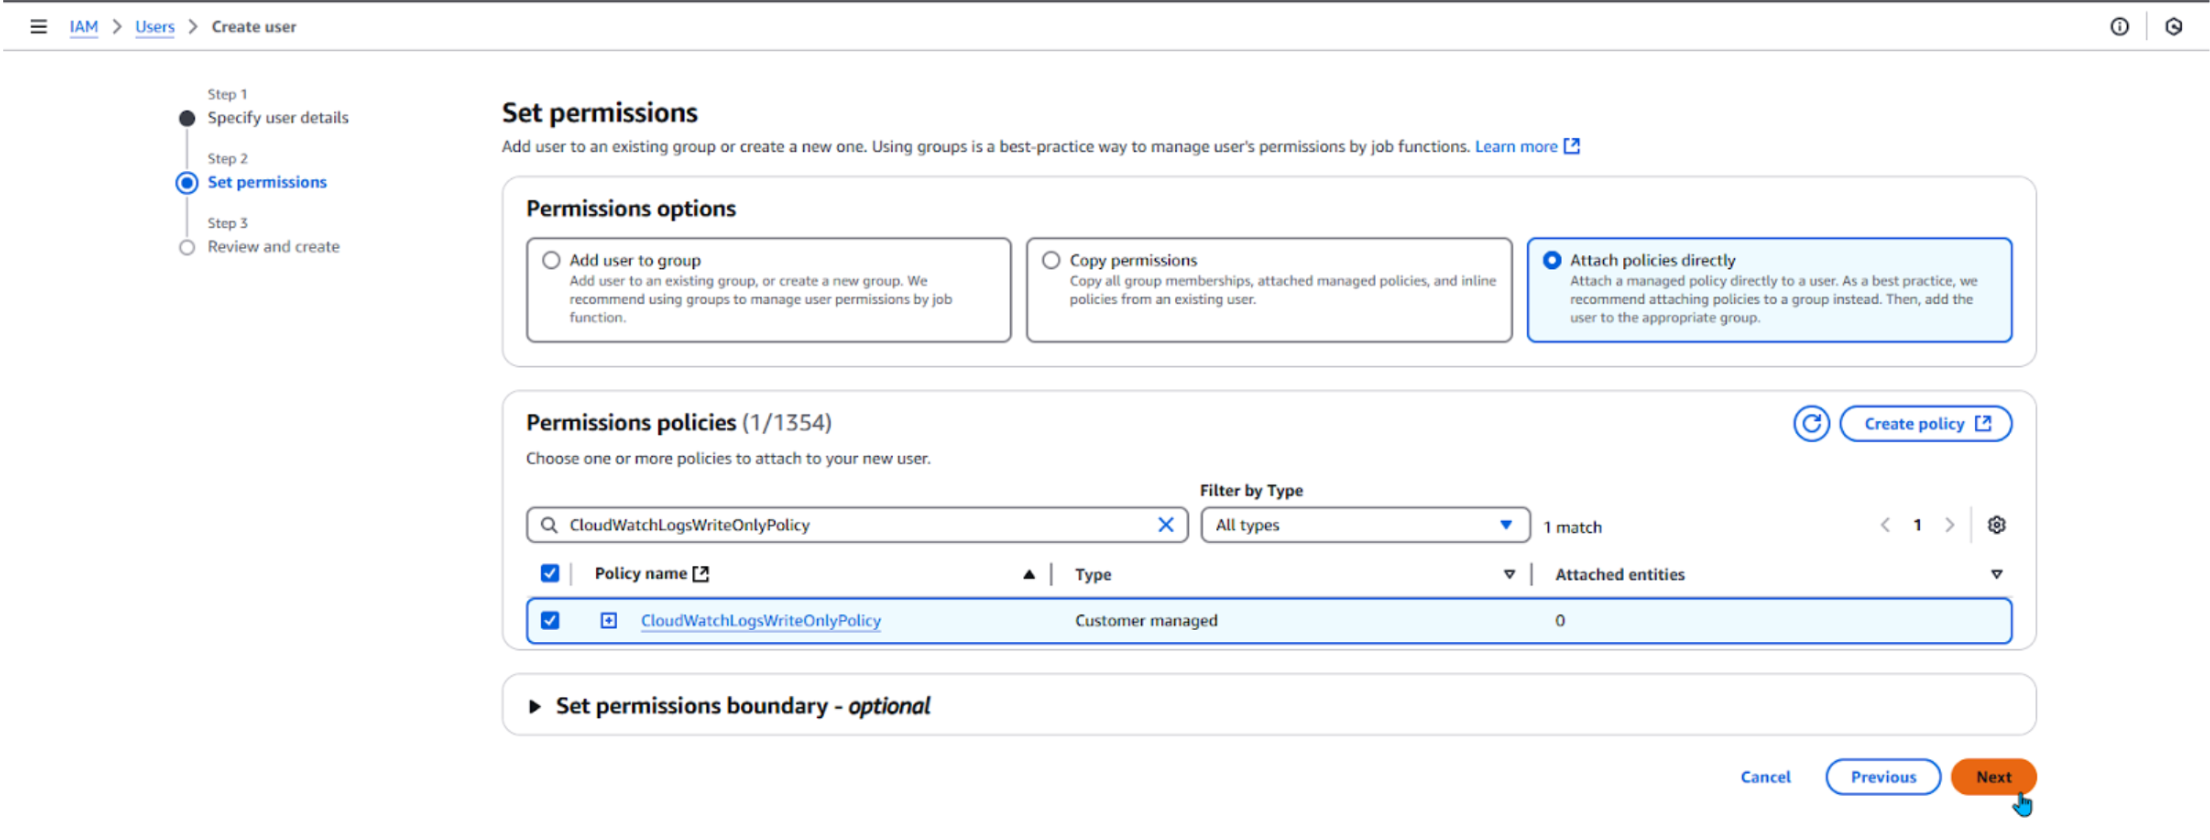 IAM > Users > Create user
Step 1
Specify user details
Step 2
Set permissions
Step 3
Review and create
Set permissions
Add user to an existing group or create a new one. Using groups is a best-practice way to manage user's permissions by job functions. Learn more
Permissions options
Add user to group
Add user to an existing group, or create a new group. We
recommend using groups to manage user permissions by job
function.
Copy permissions
Copy all group memberships, attached managed policies, and inline
policies from an existing user.
Attach policies directly
Attach a managed policy directly to a user. As a best practice, we
recommend attaching policies to a group instead. Then, add the
user to the appropriate group.
Permissions policies (1/1354)
Create policy
Choose one or more policies to attach to your new user.
Filter by Type
CloudWatchLogsWriteOnlyPolicy
All types
1 match
1
Policy name
Type
Attached entities
CloudWatchLogsWriteOnlyPolicy
Customer managed
0
Set permissions boundary - optional
Cancel
Previous
Next